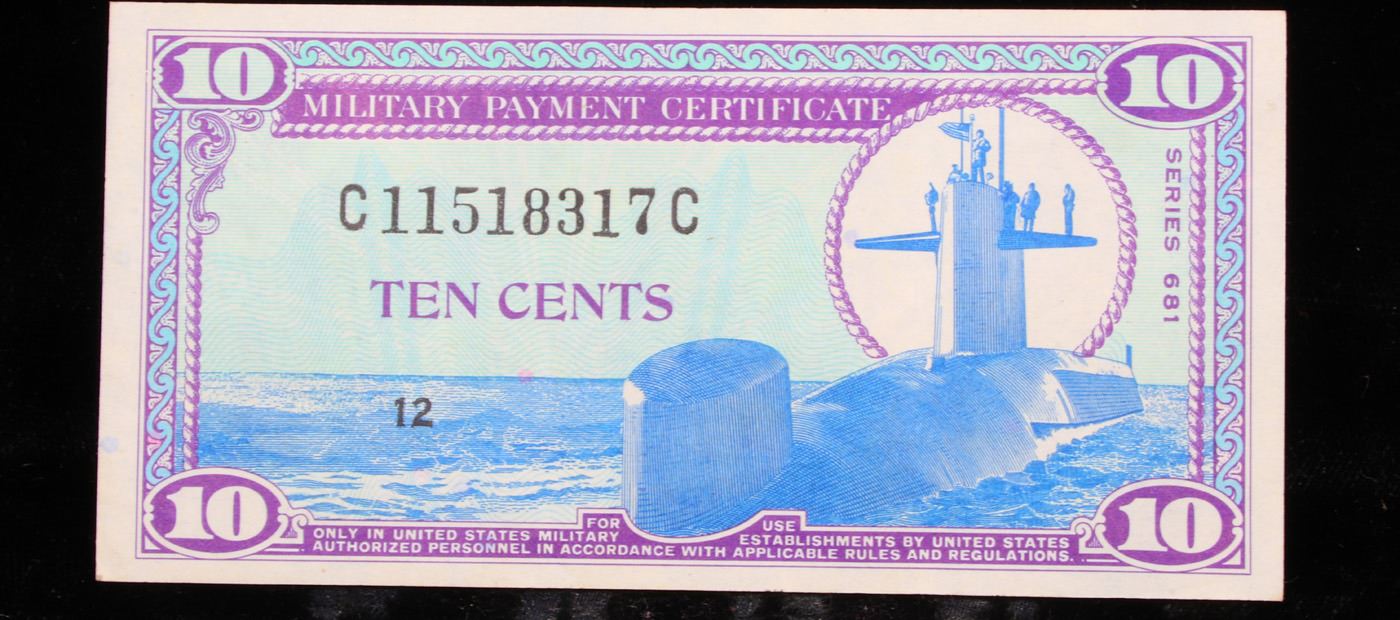 10 10
MILITARY PAYMENT CERTIFICATE
SERIES 681
C11518317C
TEN CENTS
12
10 10
FOR USE
ONLY IN UNITED STATES MILITARY ESTABLISHMENTS BY UNITED STATES
AUTHORIZED PERSONNEL IN ACCORDANCE WITH APPLICABLE RULES AND REGULATIONS.